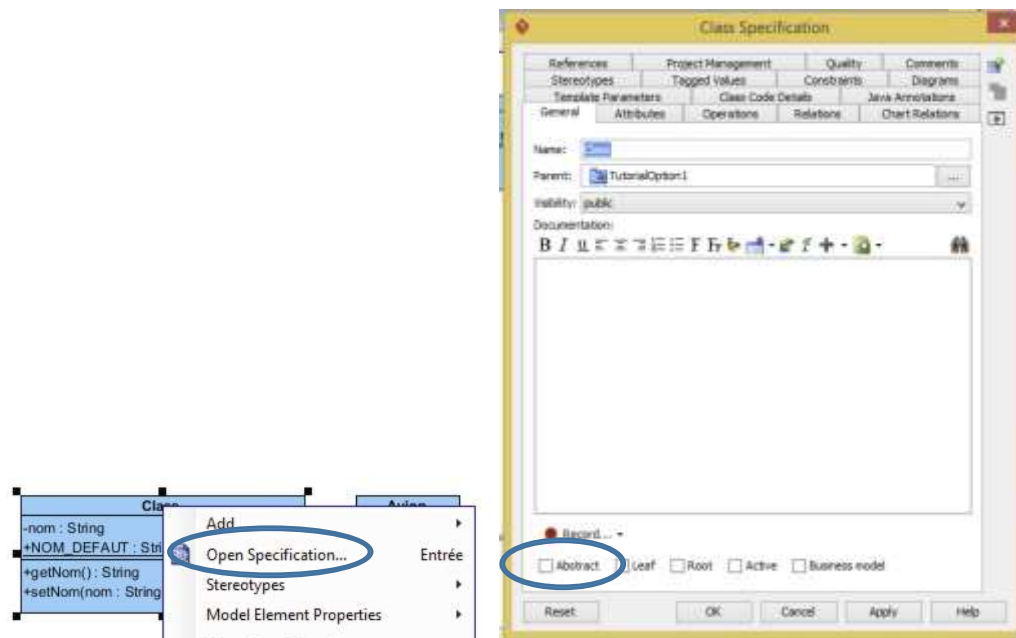 Class Specification
References Project Management Quality Comments
Stereotypes Tagged Values Constraints Diagrams
Template Parameters Class Code Details Java Annotations
General Attributes Operations Relations Chart Relations
Name:
Parent: TutorialOption1 ...
Visibility: public
Documentation:
Record...
Abstract Leaf Root Active Business model
Reset OK Cancel Apply Help
Class
-nom : String
+NOM_DEFAUT : Stri
+getNom() : String
+setNom(nom : String
Avion
Add
Open Specification... Entrée
Stereotypes
Model Element Properties